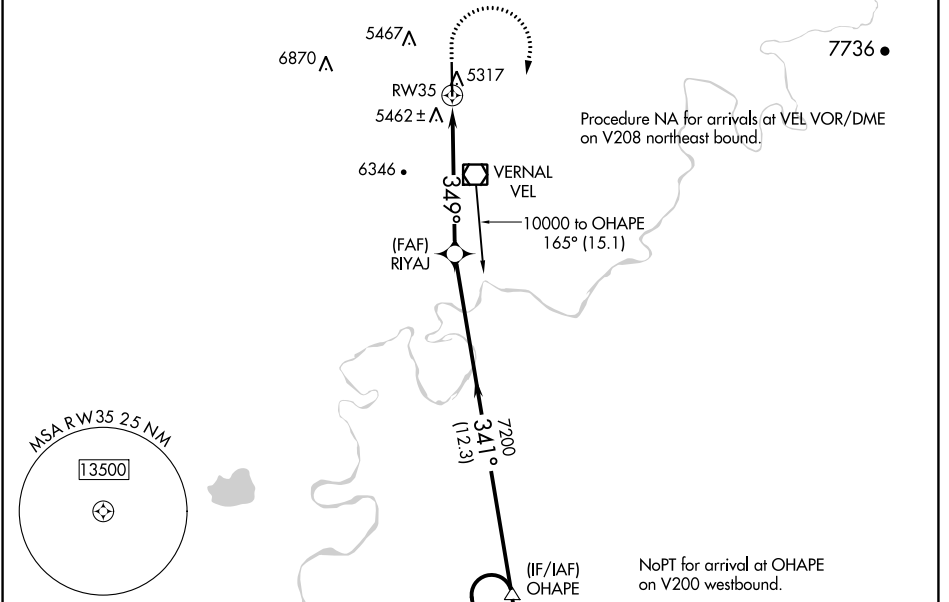 5467
6870
7736
5317
RW35
5462 ±
Procedure NA for arrivals at VEL VOR/DME
on V208 northeast bound.
6346
VERNAL
VEL
349°
10000 to OHAPE
165° (15.1)
(FAF)
RIYAJ
MSA RW35 25 NM
13500
7200
341°
(12.3)
(IF/IAF)
OHAPE
NoPT for arrival at OHAPE
on V200 westbound.